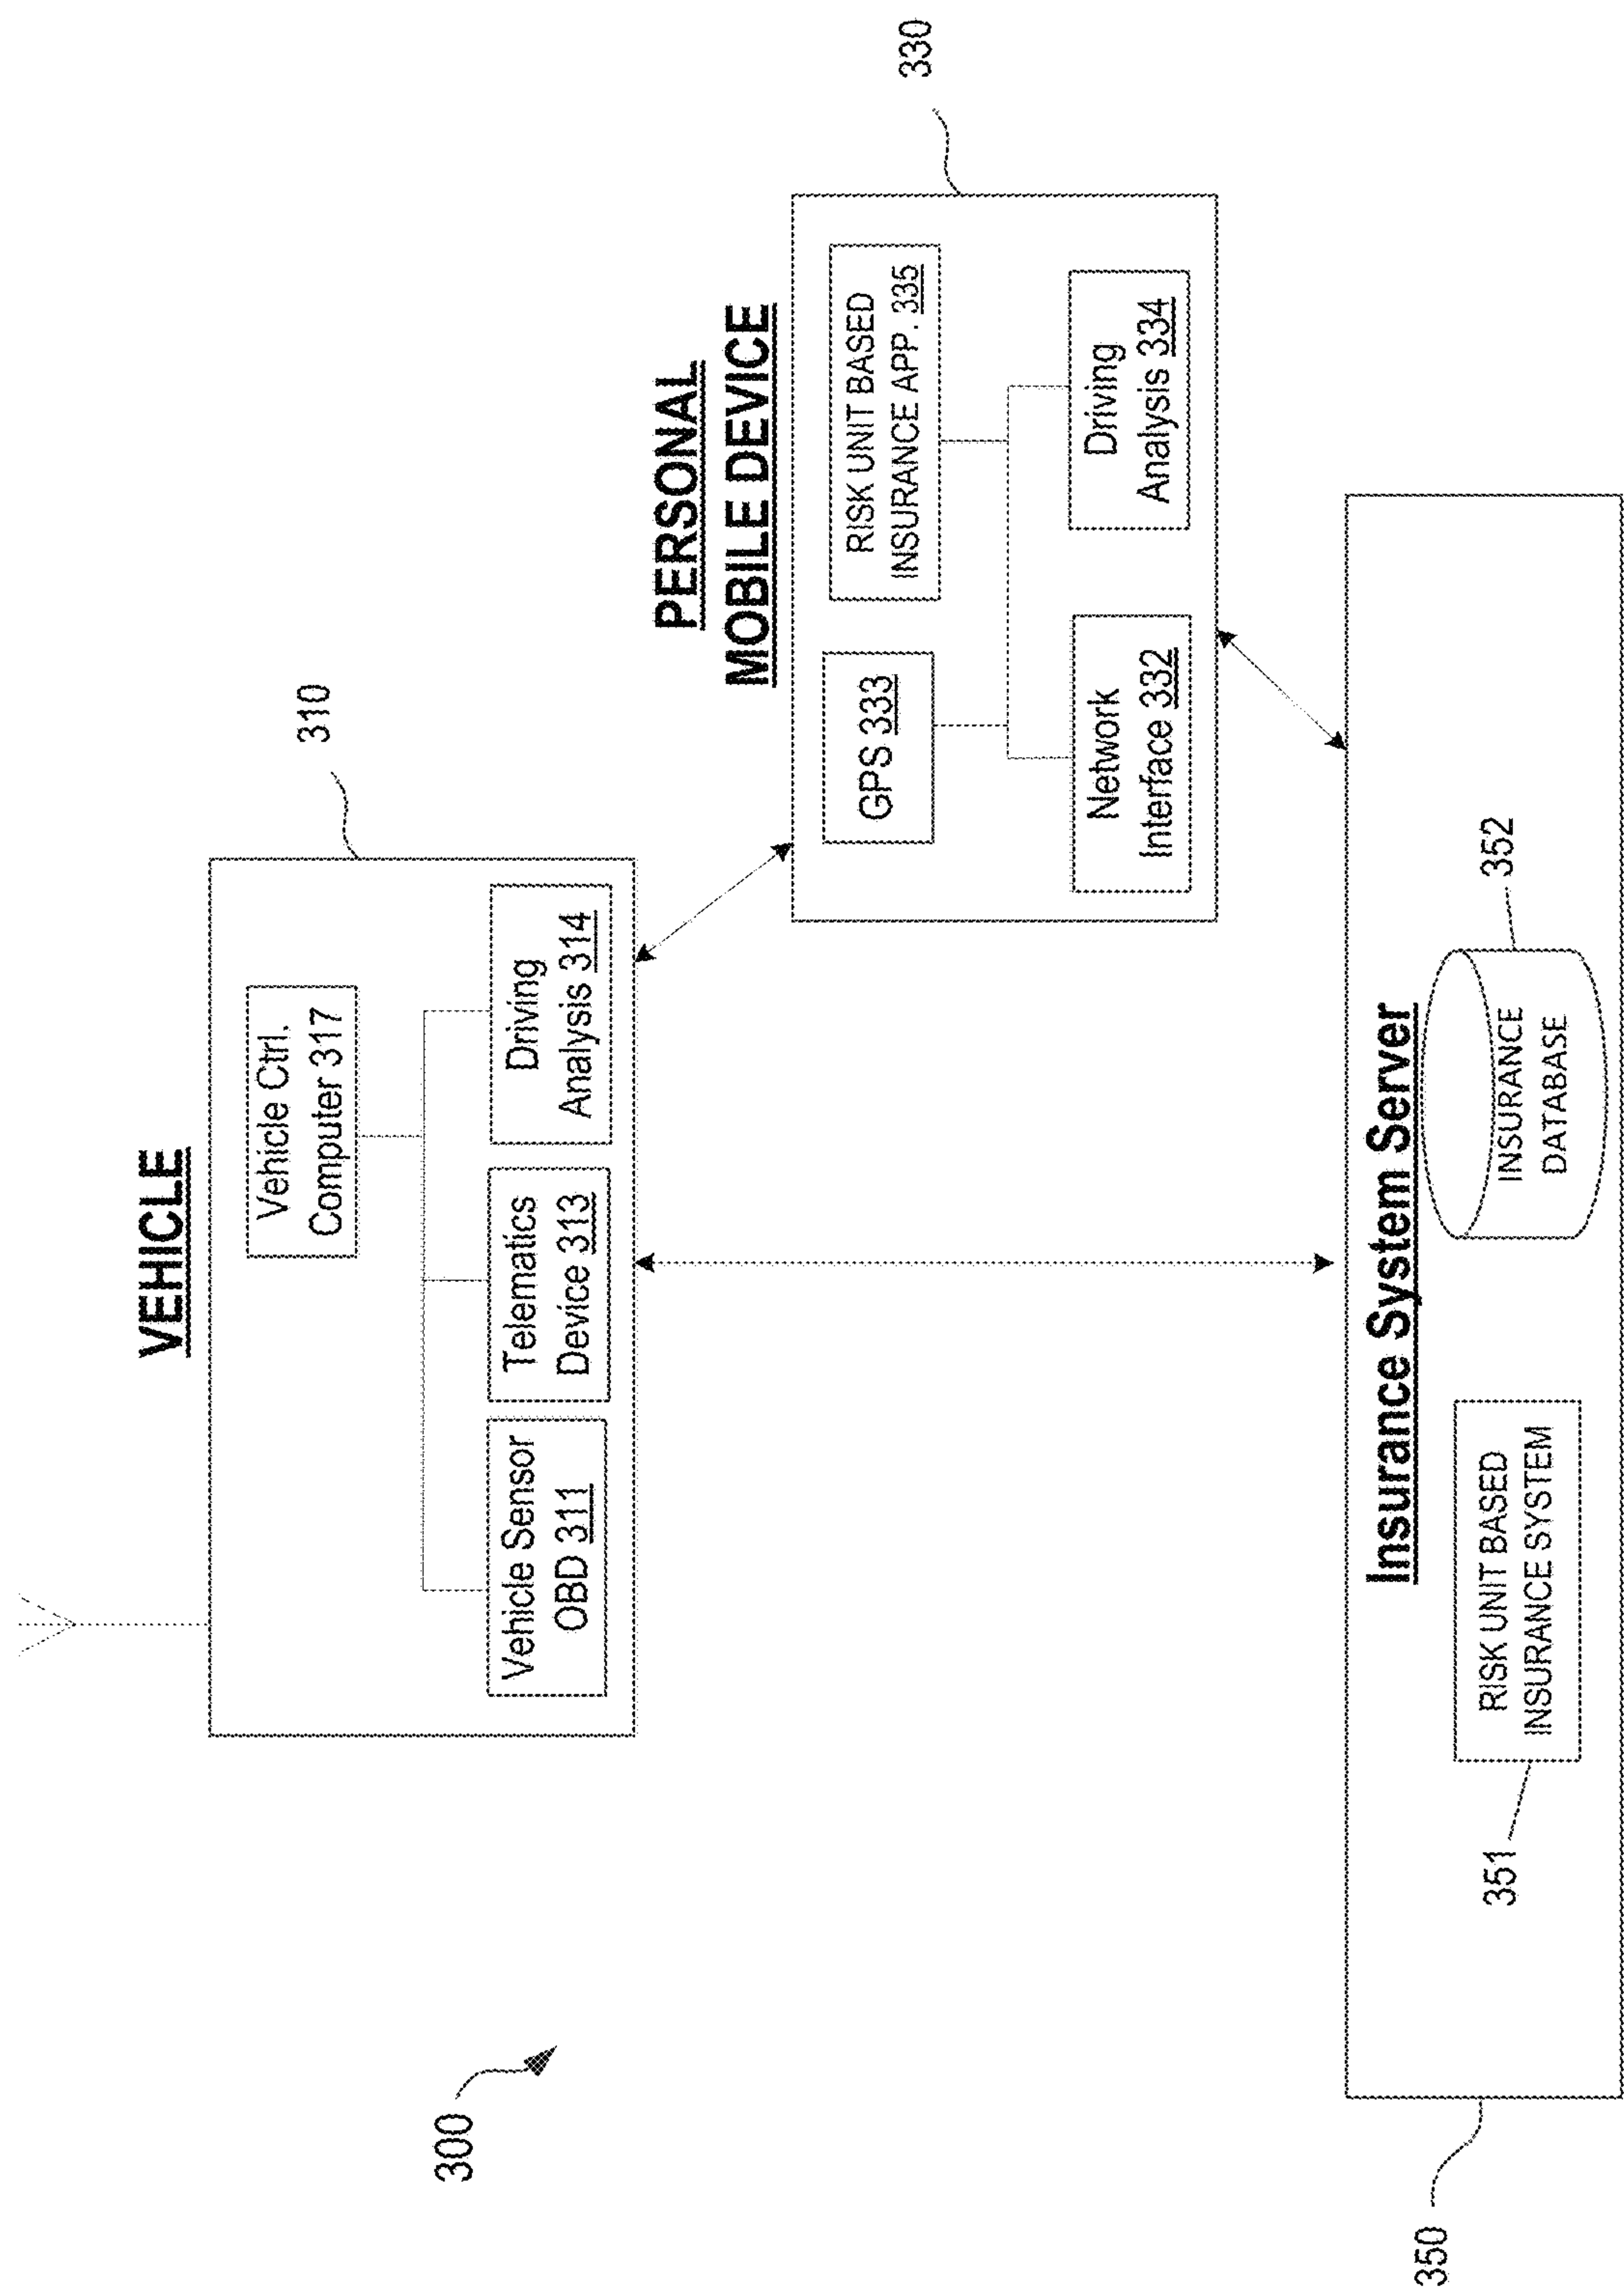 300
VEHICLE
310
Vehicle Ctrl.
Computer 317
Vehicle Sensor
OBD 311
Telematics
Device 313
Driving
Analysis 314
PERSONAL
MOBILE DEVICE
330
GPS 333
RISK UNIT BASED
INSURANCE APP. 335
Network
Interface 332
Driving
Analysis 334
350
Insurance System Server
351
RISK UNIT BASED
INSURANCE SYSTEM
INSURANCE
DATABASE
352